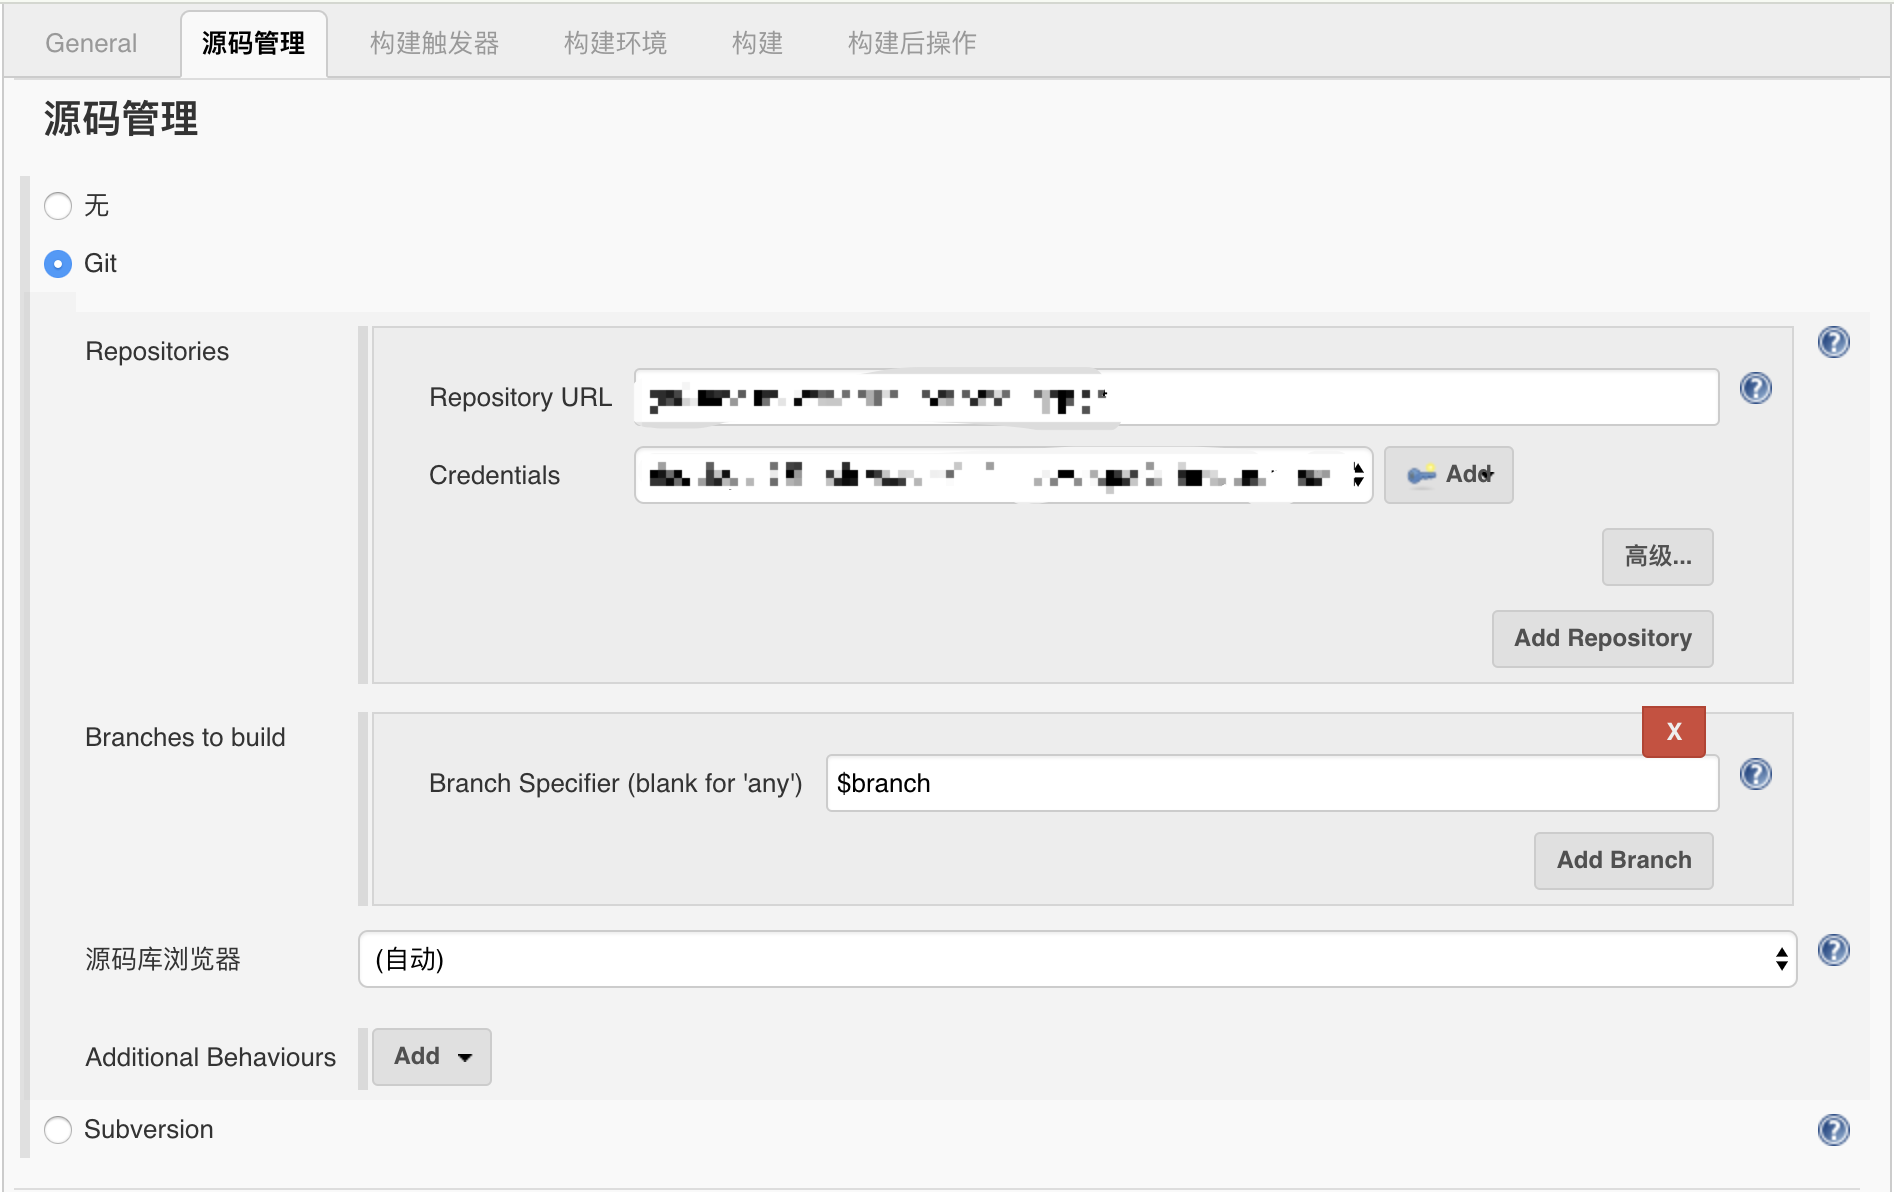 General 源码管理 构建触发器 构建环境 构建 构建后操作
源码管理
无
Git
Repositories
Repository URL
Credentials
Add
高级...
Add Repository
Branches to build
X
Branch Specifier (blank for 'any') $branch
Add Branch
源码库浏览器 (自动)
Additional Behaviours Add
Subversion